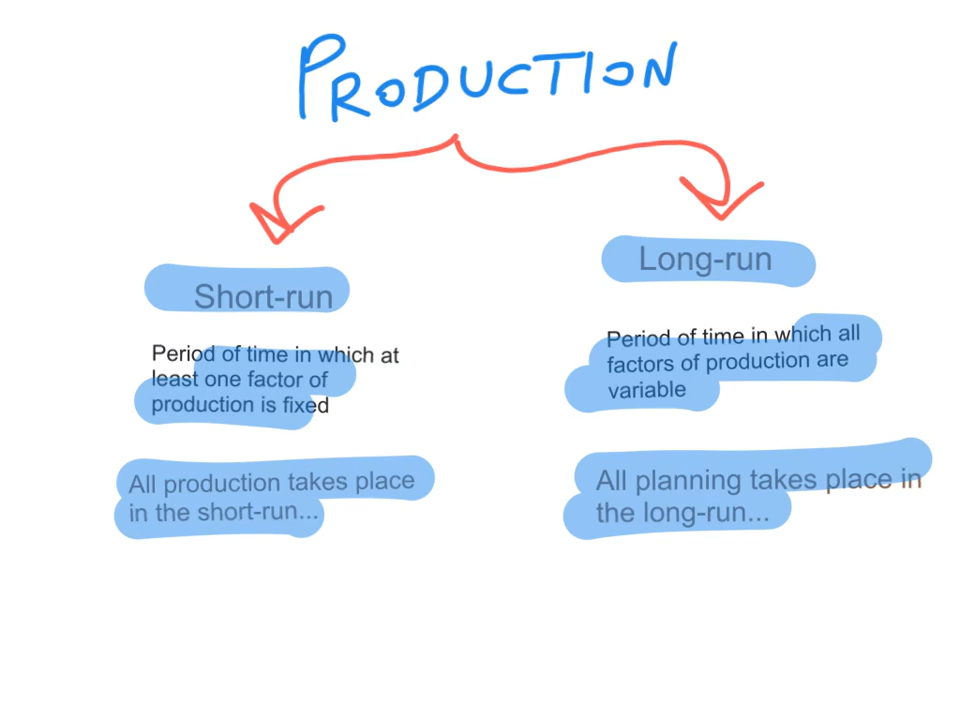 PRODUCTION
Short-run
Period of time in which at
least one factor of
production is fixed
All production takes place
in the short-run...
Long-run
Period of time in which all
factors of production are
variable
All planning takes place in
the long-run...